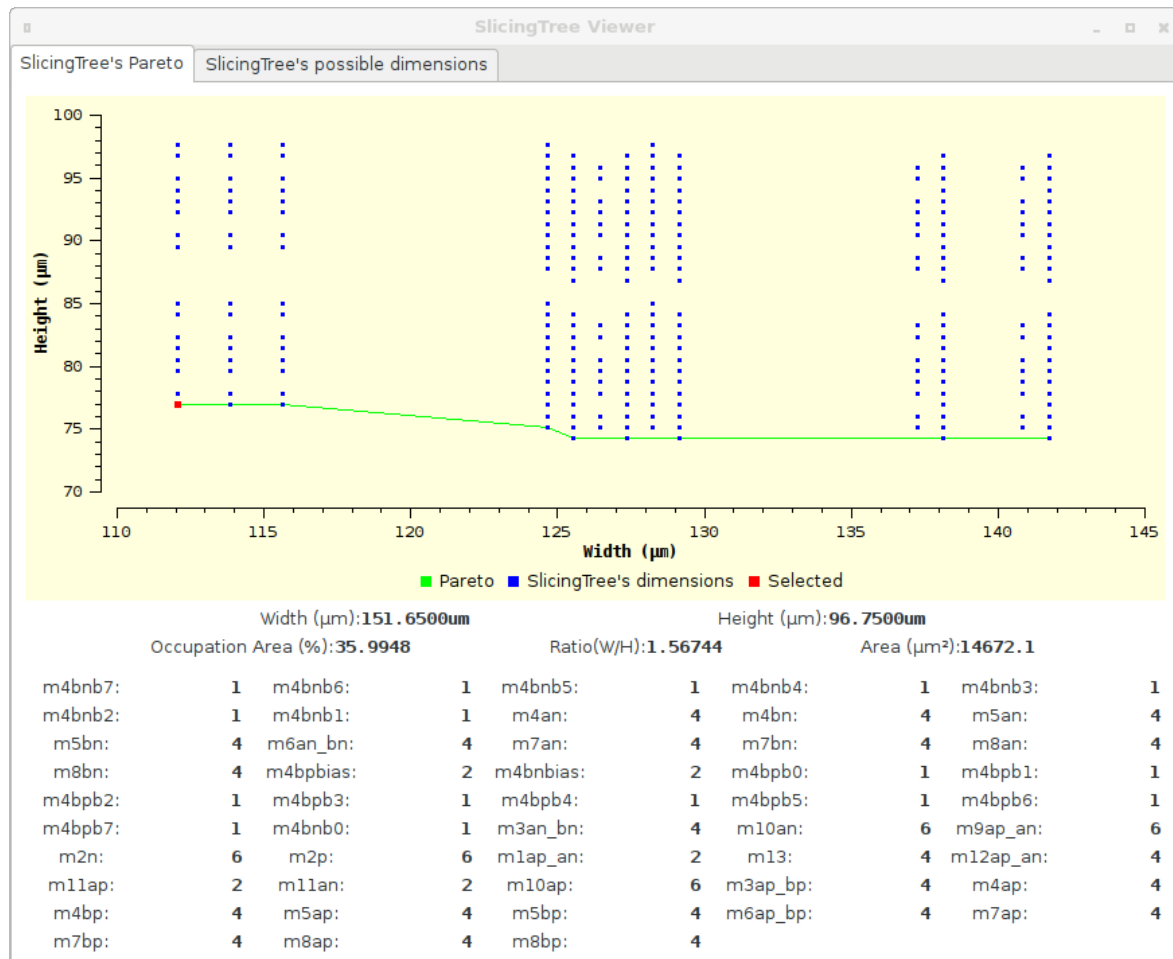 SlicingTree Viewer
SlicingTree's Pareto SlicingTree's possible dimensions
100
95
90
85
80
75
70
Height (µm)
110 115 120 125 130 135 140 145
Width (µm)
Pareto SlicingTree's dimensions Selected
Width (µm):151.6500um Height (µm):96.7500um
Occupation Area (%):35.9948 Ratio(W/H):1.56744 Area (µm²):14672.1
m4bnb7: 1 m4bnb6: 1 m4bnb5: 1 m4bnb4: 1 m4bnb3: 1
m4bnb2: 1 m4bnb1: 1 m4an: 4 m4bn: 4 m5an: 4
m5bn: 4 m6an_bn: 4 m7an: 4 m7bn: 4 m8an: 4
m8bn: 4 m4bpbias: 2 m4bnbias: 2 m4bpb0: 1 m4bpb1: 1
m4bpb2: 1 m4bpb3: 1 m4bpb4: 1 m4bpb5: 1 m4bpb6: 1
m4bpb7: 1 m4bnb0: 1 m3an_bn: 4 m10an: 6 m9ap_an: 6
m2n: 6 m2p: 6 m1ap_an: 2 m13: 4 m12ap_an: 4
m11ap: 2 m11an: 2 m10ap: 6 m3ap_bp: 4 m4ap: 4
m4bp: 4 m5ap: 4 m5bp: 4 m6ap_bp: 4 m7ap: 4
m7bp: 4 m8ap: 4 m8bp: 4